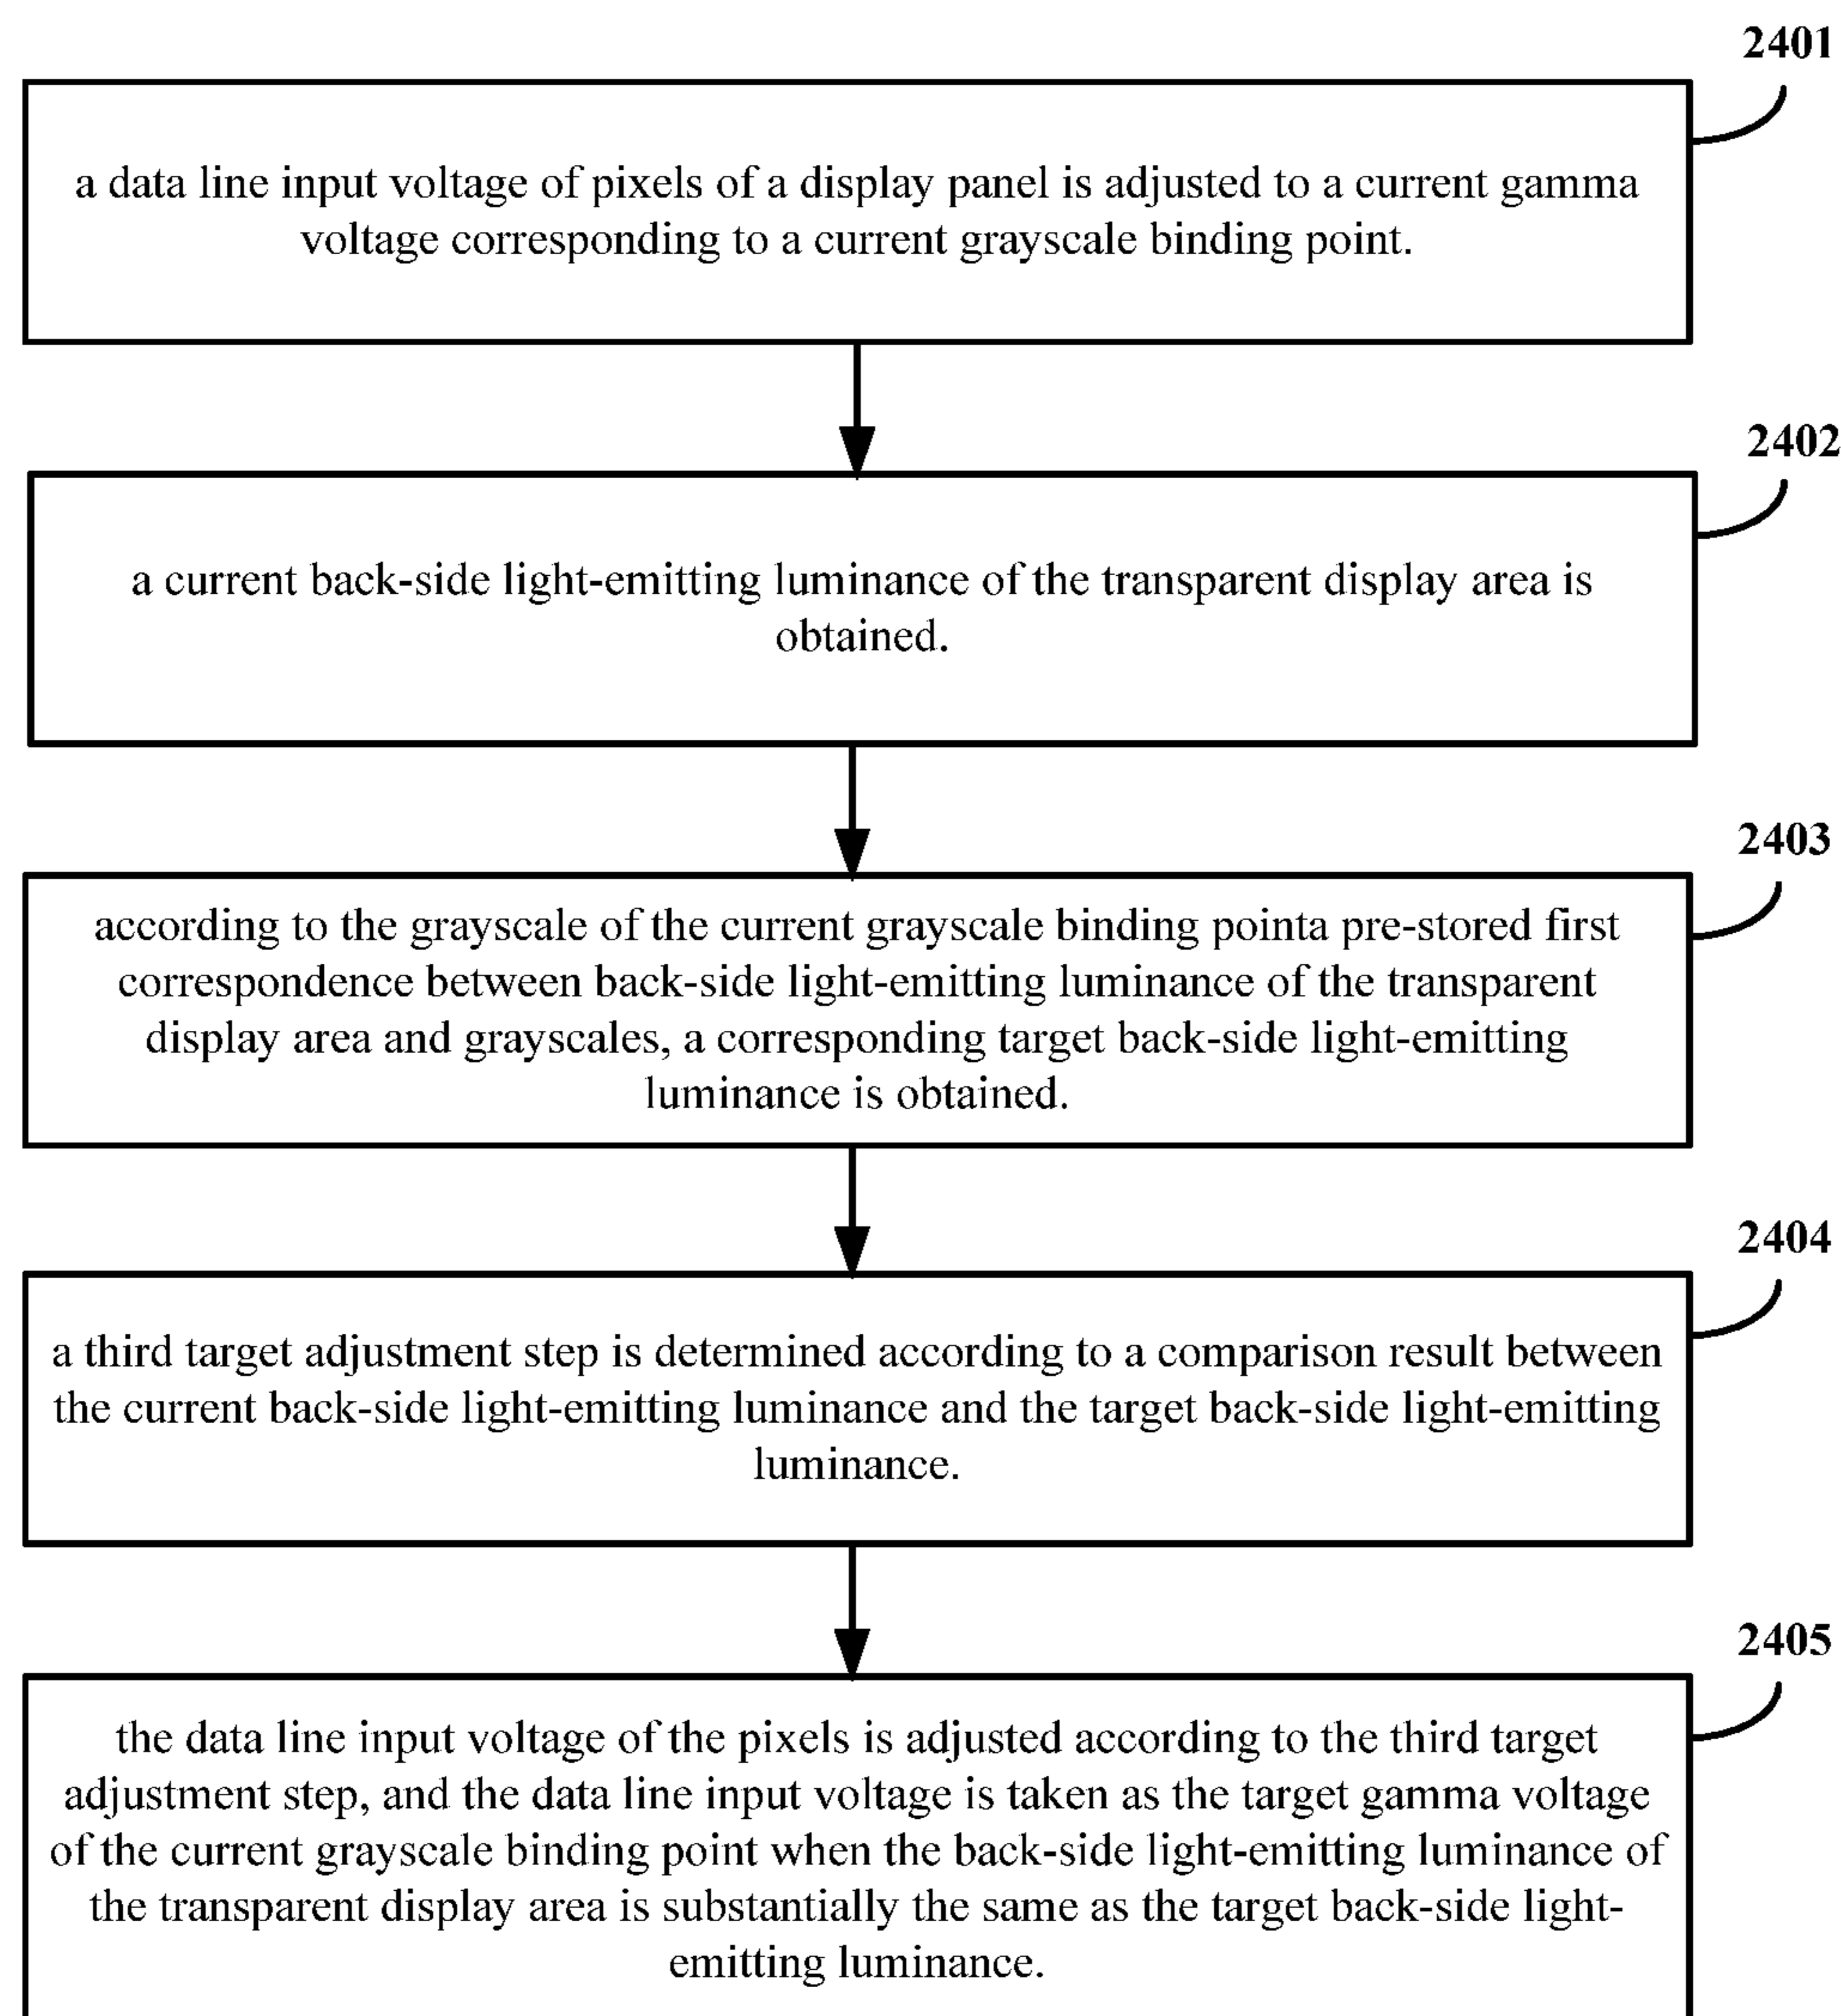 2401
a data line input voltage of pixels of a display panel is adjusted to a current gamma
voltage corresponding to a current grayscale binding point.
2402
a current back-side light-emitting luminance of the transparent display area is
obtained.
2403
according to the grayscale of the current grayscale binding pointa pre-stored first
correspondence between back-side light-emitting luminance of the transparent
display area and grayscales, a corresponding target back-side light-emitting
luminance is obtained.
2404
a third target adjustment step is determined according to a comparison result between
the current back-side light-emitting luminance and the target back-side light-emitting
luminance.
2405
the data line input voltage of the pixels is adjusted according to the third target
adjustment step, and the data line input voltage is taken as the target gamma voltage
of the current grayscale binding point when the back-side light-emitting luminance of
the transparent display area is substantially the same as the target back-side light-
emitting luminance.